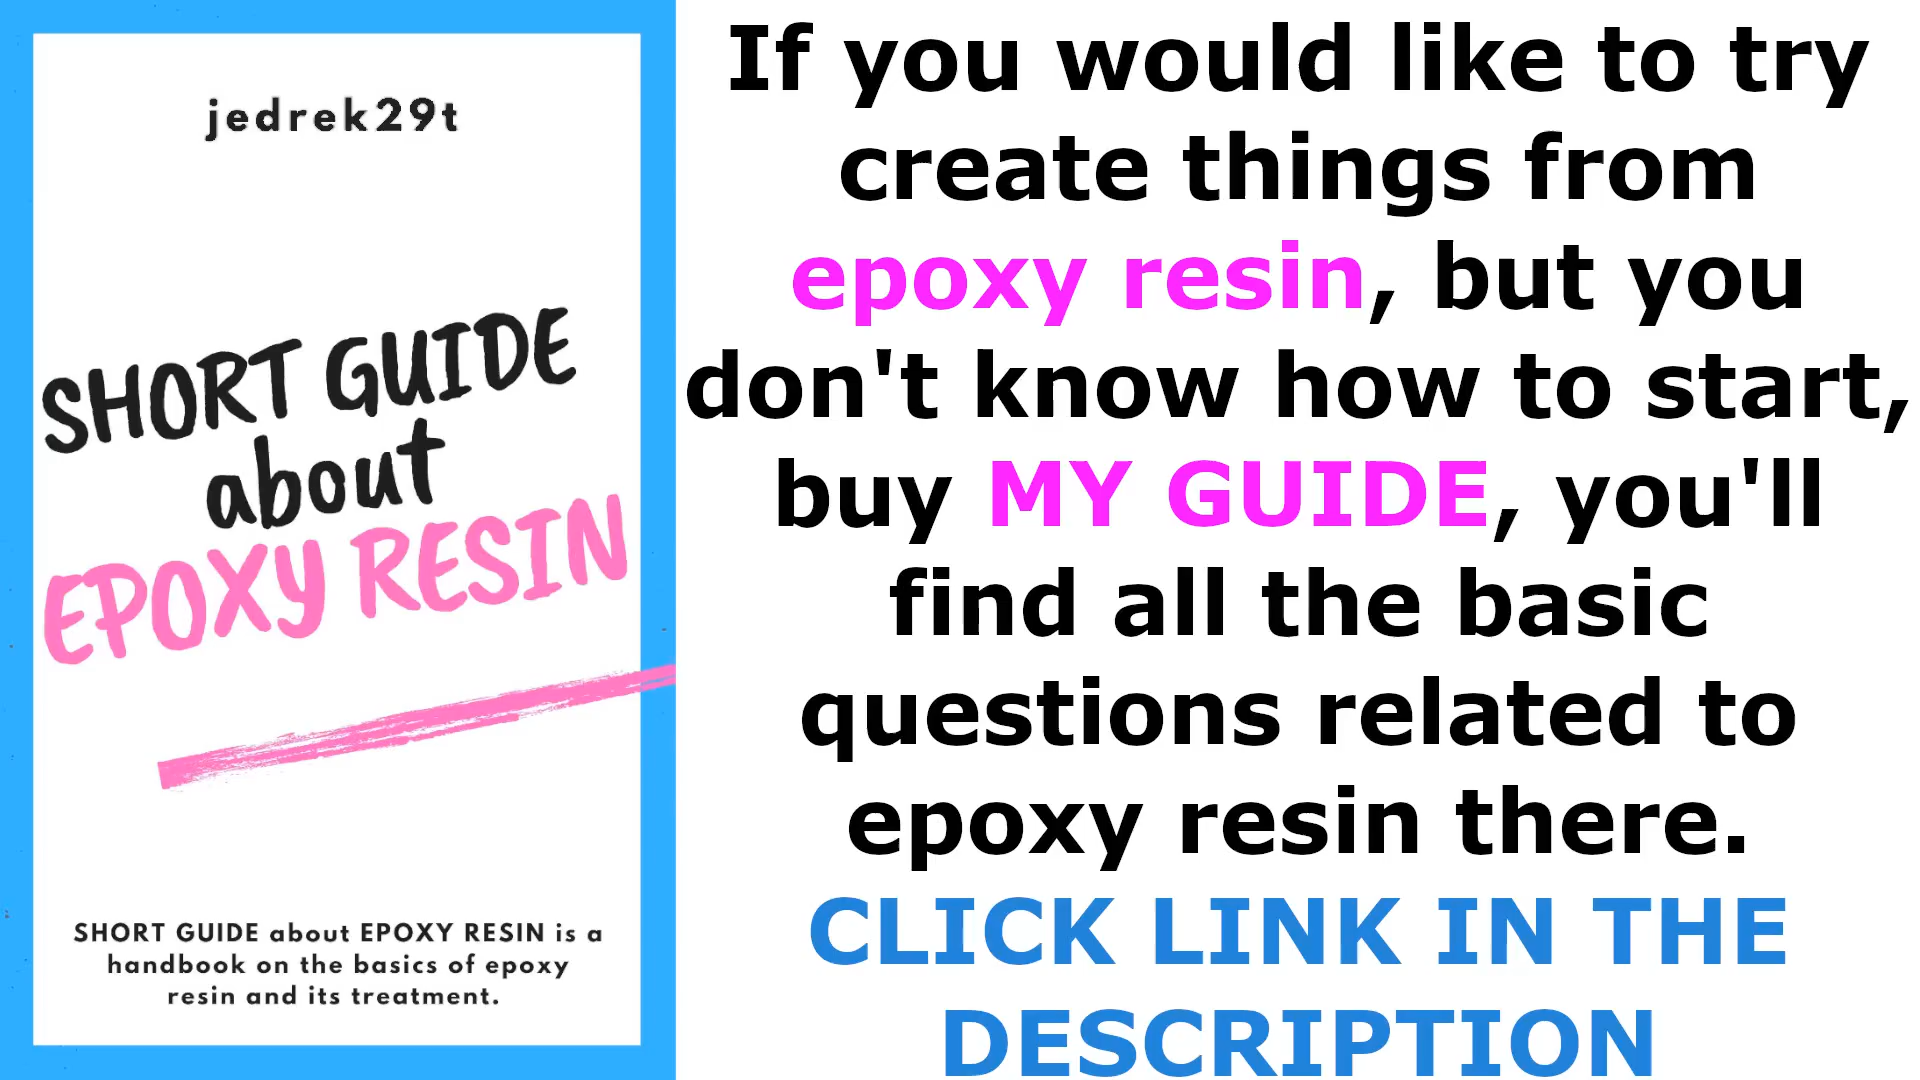 jedrek29t
SHORT GUIDE
about
EPOXY RESIN
SHORT GUIDE about EPOXY RESIN is a
handbook on the basics of epoxy
resin and its treatment.
If you would like to try
create things from
epoxy resin, but you
don't know how to start,
buy MY GUIDE, you'll
find all the basic
questions related to
epoxy resin there.
CLICK LINK IN THE
DESCRIPTION